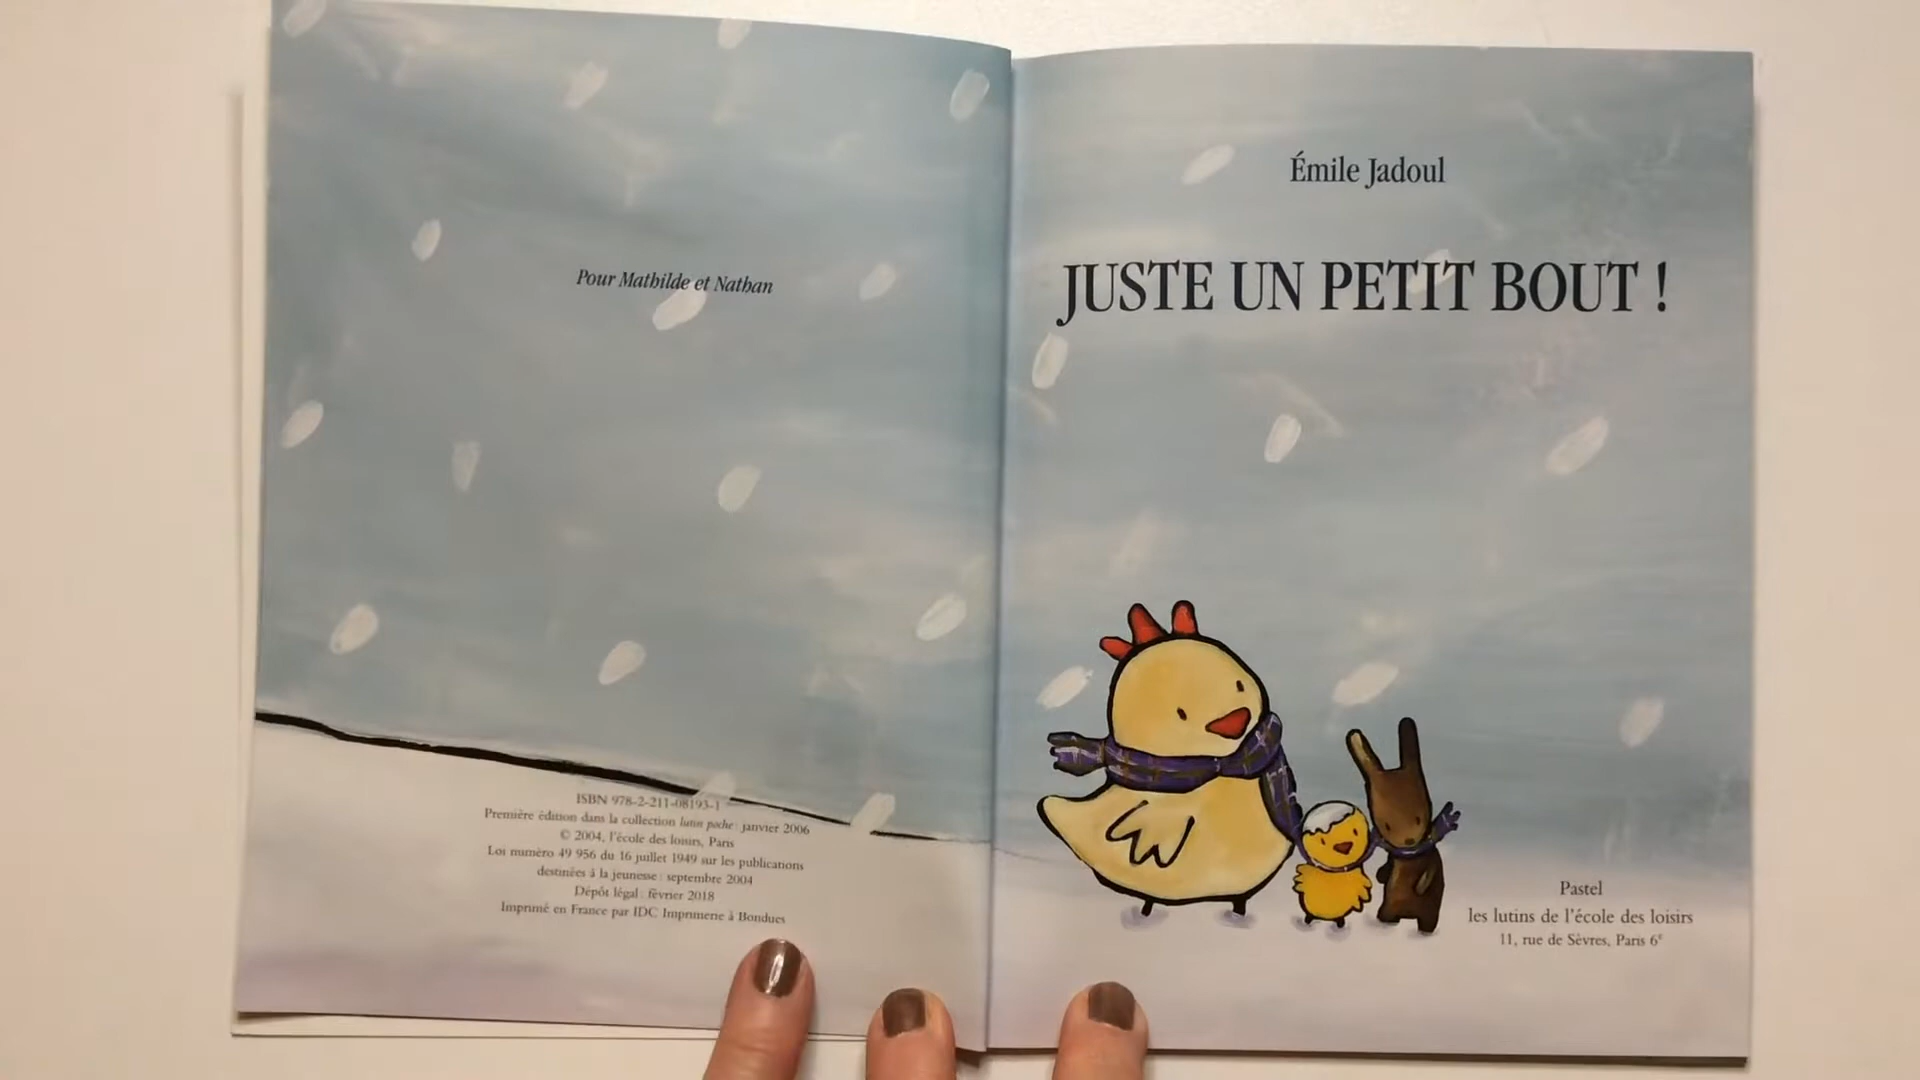 Pour Mathilde et Nathan
ISBN 978-2-211-08193-1
Première édition dans la collection lutin poche : janvier 2006
© 2004, l'école des loisirs, Paris
Loi numéro 49 956 du 16 juillet 1949 sur les publications
destinées à la jeunesse : septembre 2004
Dépôt légal : février 2018
Imprimé en France par IDC Imprimerie à Bondues
Émile Jadoul
JUSTE UN PETIT BOUT !
Pastel
les lutins de l'école des loisirs
11, rue de Sèvres, Paris 6e